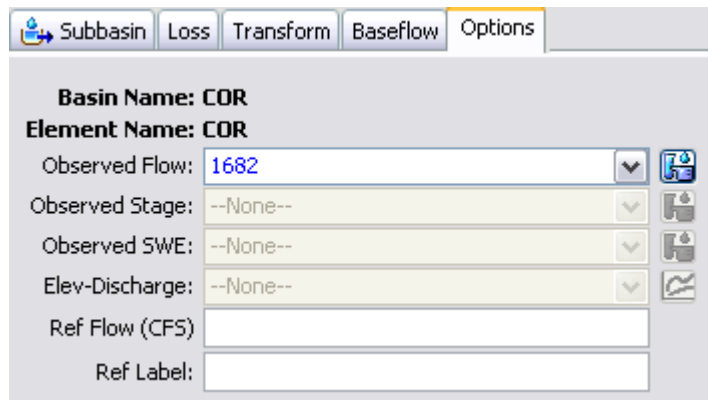 Subbasin Loss Transform Baseflow Options
Basin Name: COR
Element Name: COR
Observed Flow: 1682
Observed Stage: --None--
Observed SWE: --None--
Elev-Discharge: --None--
Ref Flow (CFS)
Ref Label: